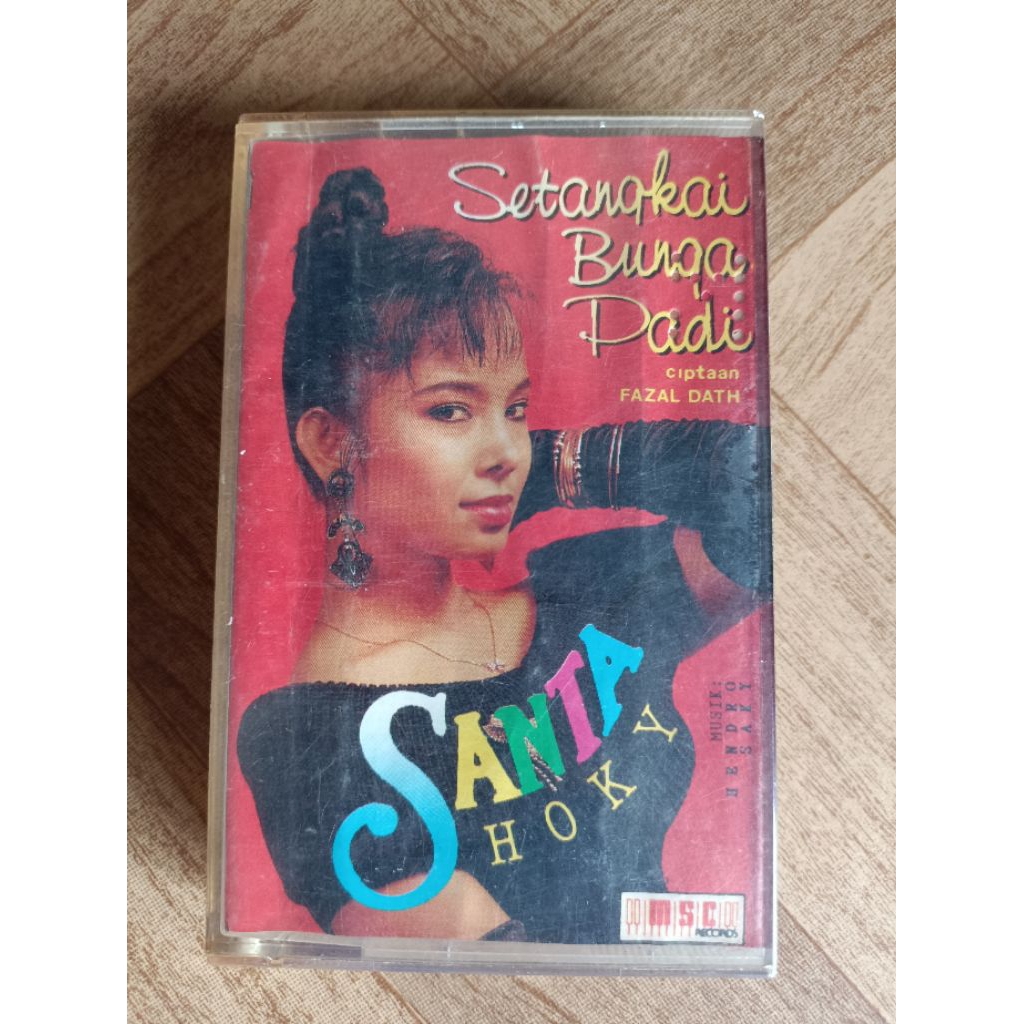 Setangkai
Bunga
Padi
ciptaan
FAZAL DATH
SANTA
HOKY
MUSIK:
HENDRO
SAKY
MSC
RECORDS